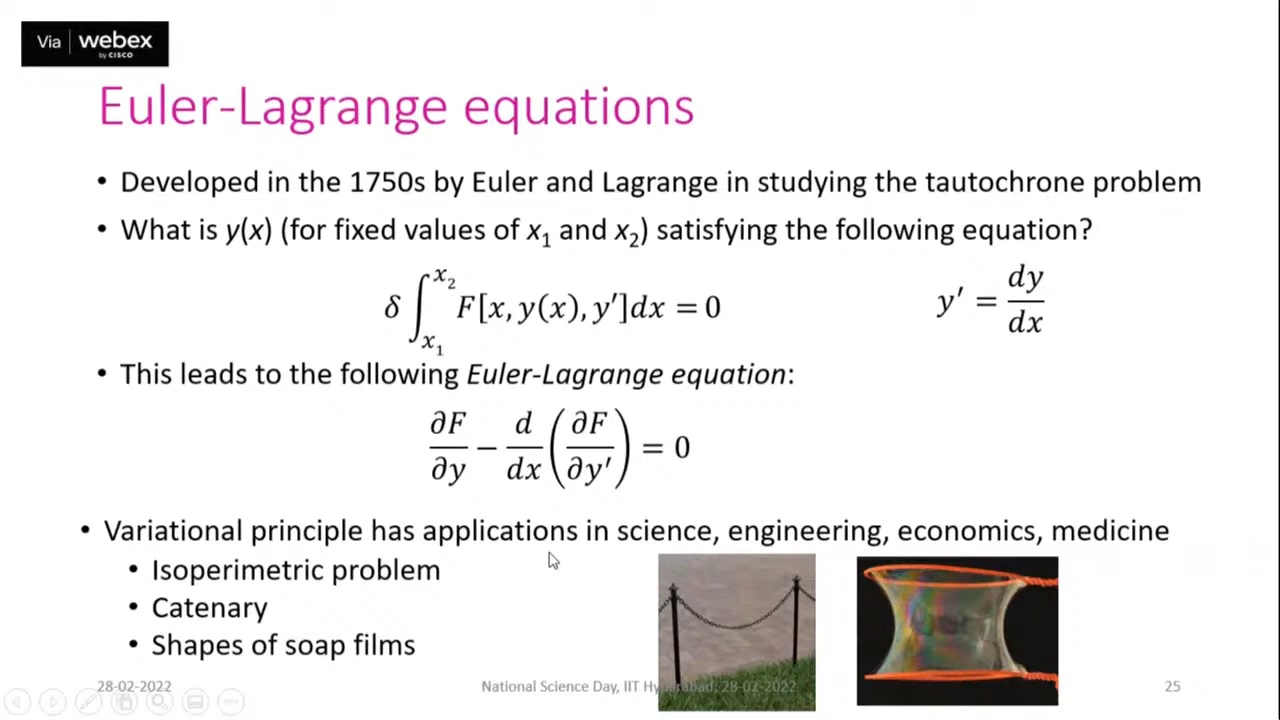 Via | webex
by CISCO
Euler-Lagrange equations
• Developed in the 1750s by Euler and Lagrange in studying the tautochrone problem
• What is y(x) (for fixed values of x₁ and x₂) satisfying the following equation?
δ ∫_{x₁}^{x₂} F[x, y(x), y′]dx = 0    y′ = dy/dx
• This leads to the following Euler-Lagrange equation:
∂F/∂y − d/dx (∂F/∂y′) = 0
• Variational principle has applications in science, engineering, economics, medicine
• Isoperimetric problem
• Catenary
• Shapes of soap films
28-02-2022    National Science Day, IIT Hyderabad; 28-02-2022    25